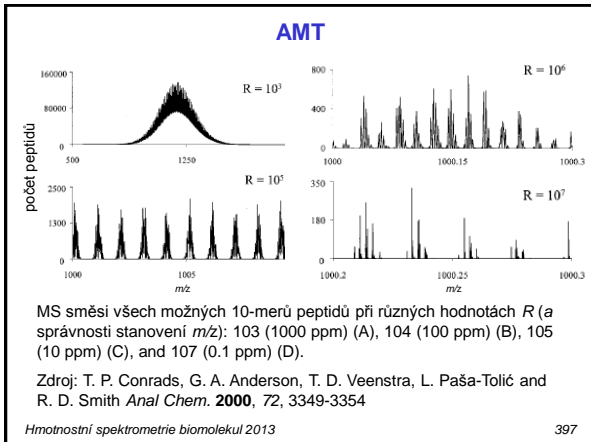 AMT
160000
80000
0
500
1250
R = 10³
800
400
0
1000
1000.15
1000.3
R = 10⁶
počet peptidů
2500
1300
0
1000
1005
m/z
R = 10⁵
350
180
0
1000.2
1000.25
1000.3
m/z
R = 10⁷
MS směsi všech možných 10-merů peptidů při různých hodnotách R (a
správnosti stanovení m/z): 103 (1000 ppm) (A), 104 (100 ppm) (B), 105
(10 ppm) (C), and 107 (0.1 ppm) (D).
Zdroj: T. P. Conrads, G. A. Anderson, T. D. Veenstra, L. Paša-Tolić and
R. D. Smith Anal Chem. 2000, 72, 3349-3354
Hmotnostní spektrometrie biomolekul 2013 397